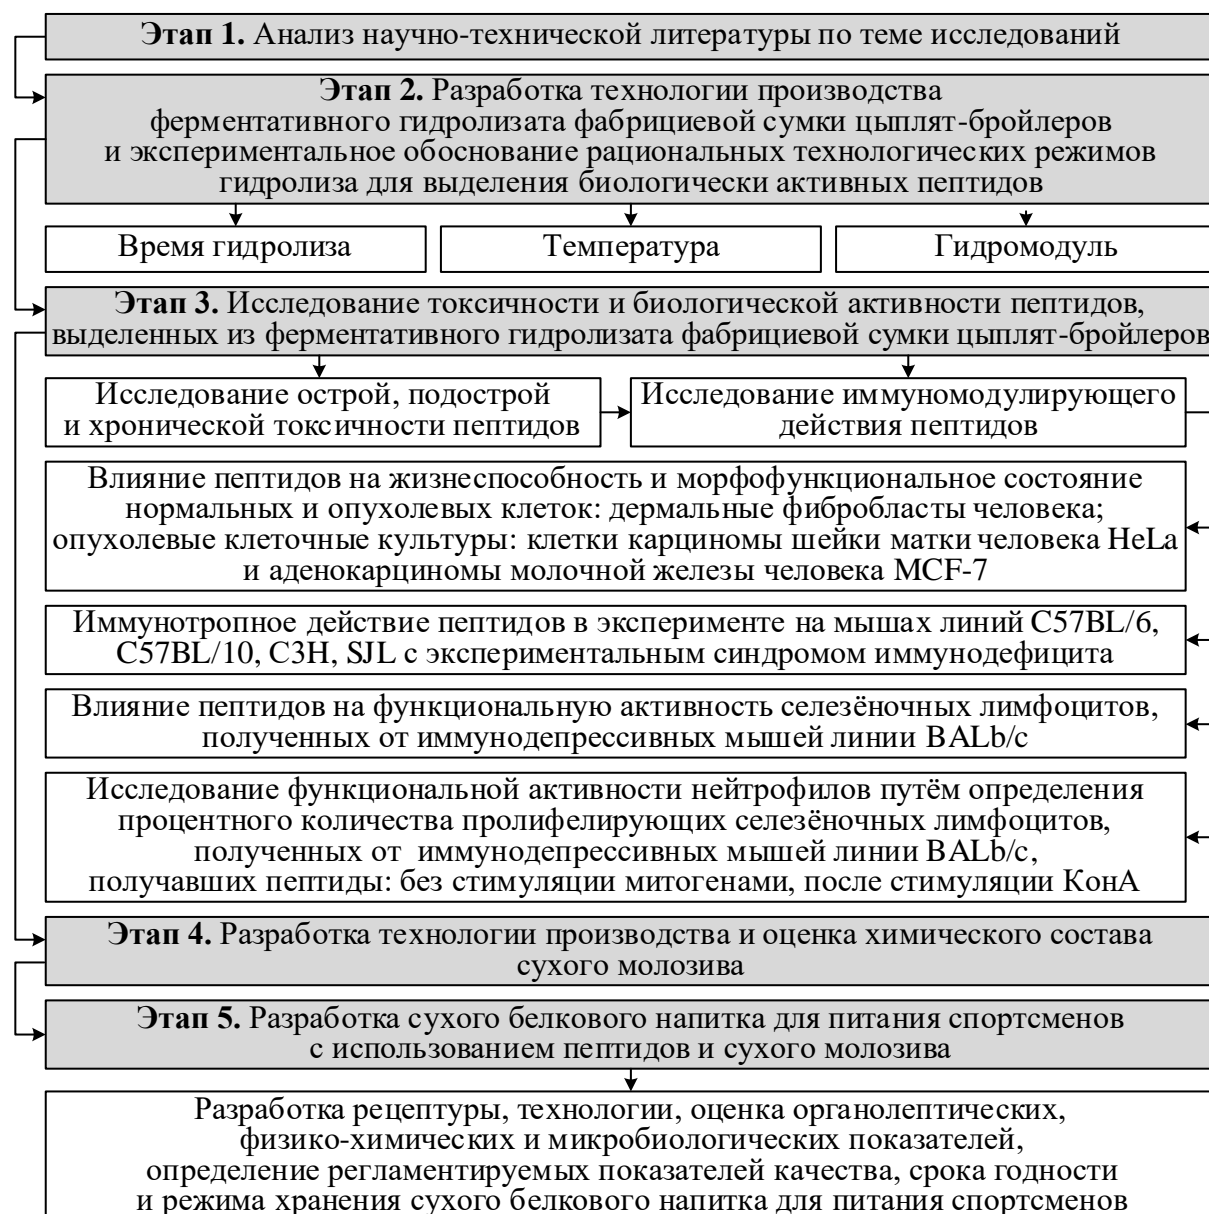 Этап 1. Анализ научно-технической литературы по теме исследований
Этап 2. Разработка технологии производства
ферментативного гидролизата фабрициевой сумки цыплят-бройлеров
и экспериментальное обоснование рациональных технологических режимов
гидролиза для выделения биологически активных пептидов
Время гидролиза
Температура
Гидромодуль
Этап 3. Исследование токсичности и биологической активности пептидов,
выделенных из ферментативного гидролизата фабрициевой сумки цыплят-бройлеров
Исследование острой, подострой
и хронической токсичности пептидов
Исследование иммуномодулирующего
действия пептидов
Влияние пептидов на жизнеспособность и морфофункциональное состояние
нормальных и опухолевых клеток: дермальные фибробласты человека;
опухолевые клеточные культуры: клетки карциномы шейки матки человека HeLa
и аденокарциномы молочной железы человека MCF-7
Иммунотропное действие пептидов в эксперименте на мышах линий C57BL/6,
C57BL/10, C3H, SJL с экспериментальным синдромом иммунодефицита
Влияние пептидов на функциональную активность селезёночных лимфоцитов,
полученных от иммунодепрессивных мышей линии BALb/c
Исследование функциональной активности нейтрофилов путём определения
процентного количества пролифелирующих селезёночных лимфоцитов,
полученных от иммунодепрессивных мышей линии BALb/c,
получавших пептиды: без стимуляции митогенами, после стимуляции КонА
Этап 4. Разработка технологии производства и оценка химического состава
сухого молозива
Этап 5. Разработка сухого белкового напитка для питания спортсменов
с использованием пептидов и сухого молозива
Разработка рецептуры, технологии, оценка органолептических,
физико-химических и микробиологических показателей,
определение регламентируемых показателей качества, срока годности
и режима хранения сухого белкового напитка для питания спортсменов